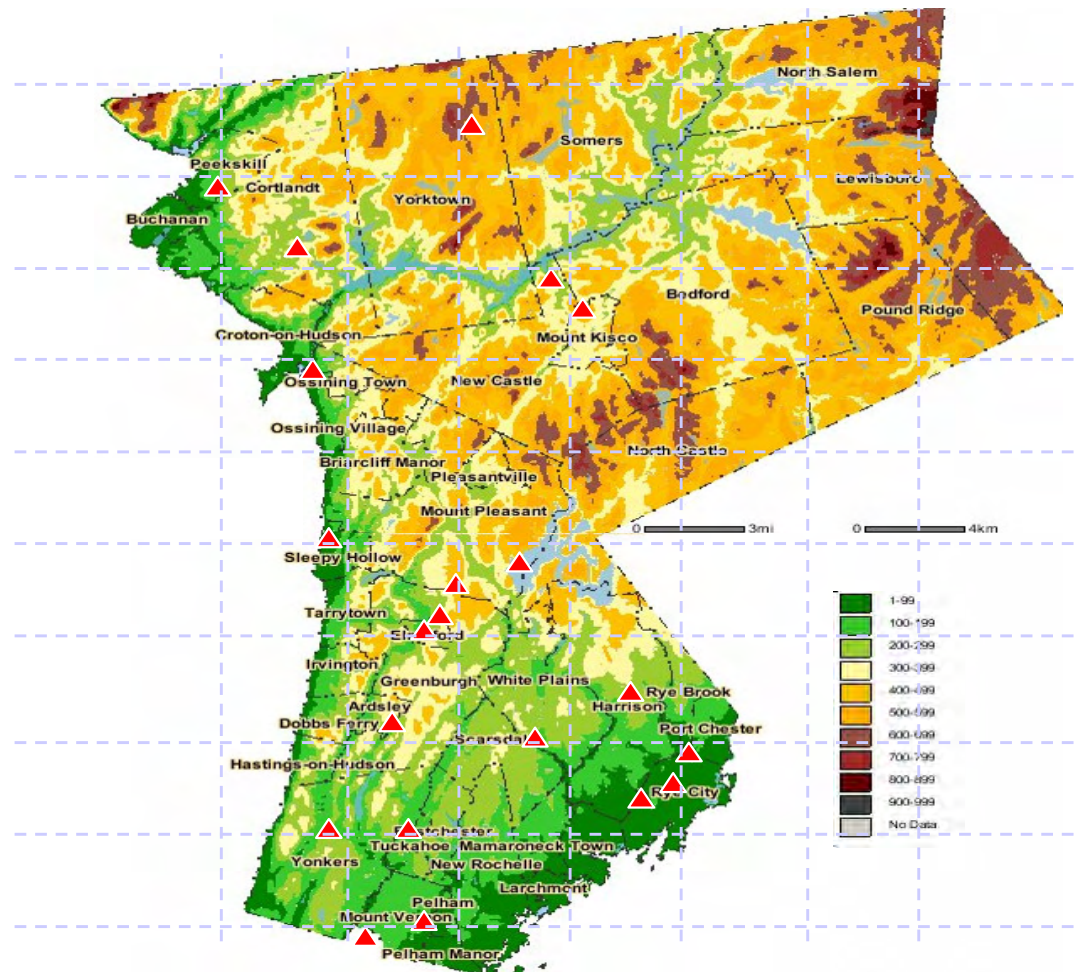 North Salem
Somers
Peekskill
Cortlandt
Yorktown
Lewisboro
Buchanan
Bedford
Pound Ridge
Croton-on-Hudson
Mount Kisco
Ossining Town
New Castle
Ossining Village
North Castle
Briarcliff Manor
Pleasantville
Mount Pleasant
0 3mi 0 4km
Sleepy Hollow
1-99
Tarrytown
100-199
200-299
Irvington
300-399
Greenburgh
White Plains
Rye Brook
400-499
Ardsley
Harrison
500-599
Dobbs Ferry
Port Chester
600-699
Scarsdale
700-799
Hastings-on-Hudson
800-899
Rye City
900-999
No Data
Eastchester
Tuckahoe
Mamaroneck Town
Yonkers
New Rochelle
Larchmont
Pelham
Mount Vernon
Pelham Manor